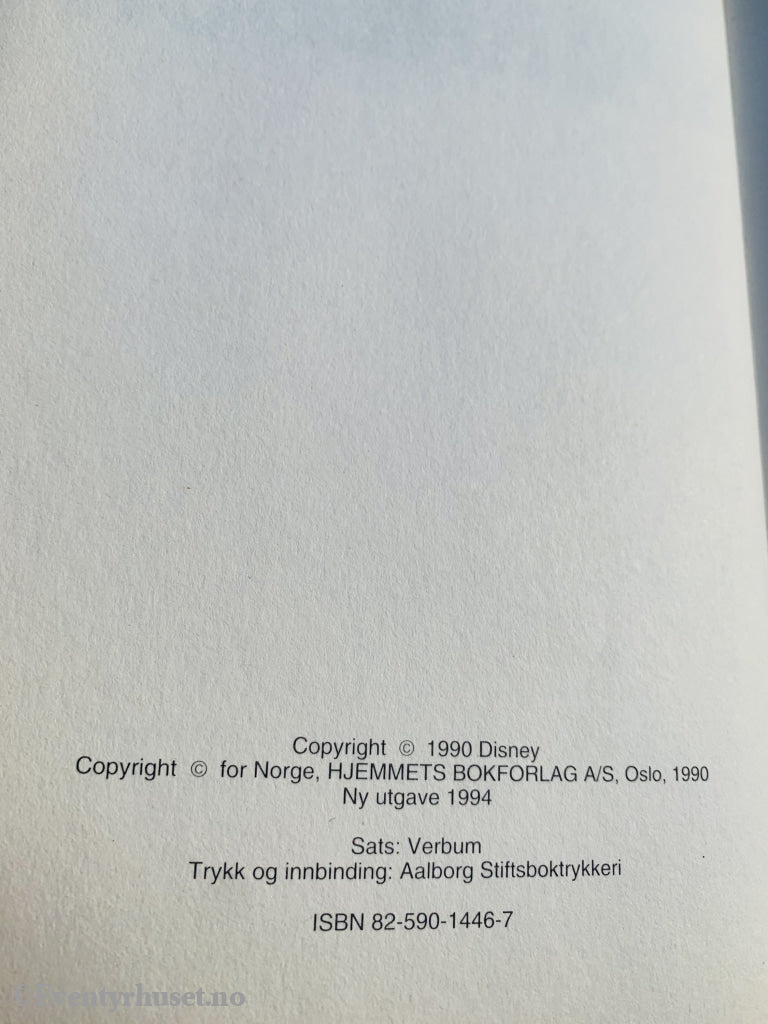 Copyright © 1990 Disney
Copyright © for Norge, HJEMMETS BOKFORLAG A/S, Oslo, 1990
Ny utgave 1994
Sats: Verbum
Trykk og innbinding: Aalborg Stiftsboktrykkeri
ISBN 82-590-1446-7
© Eventyrhuset.no